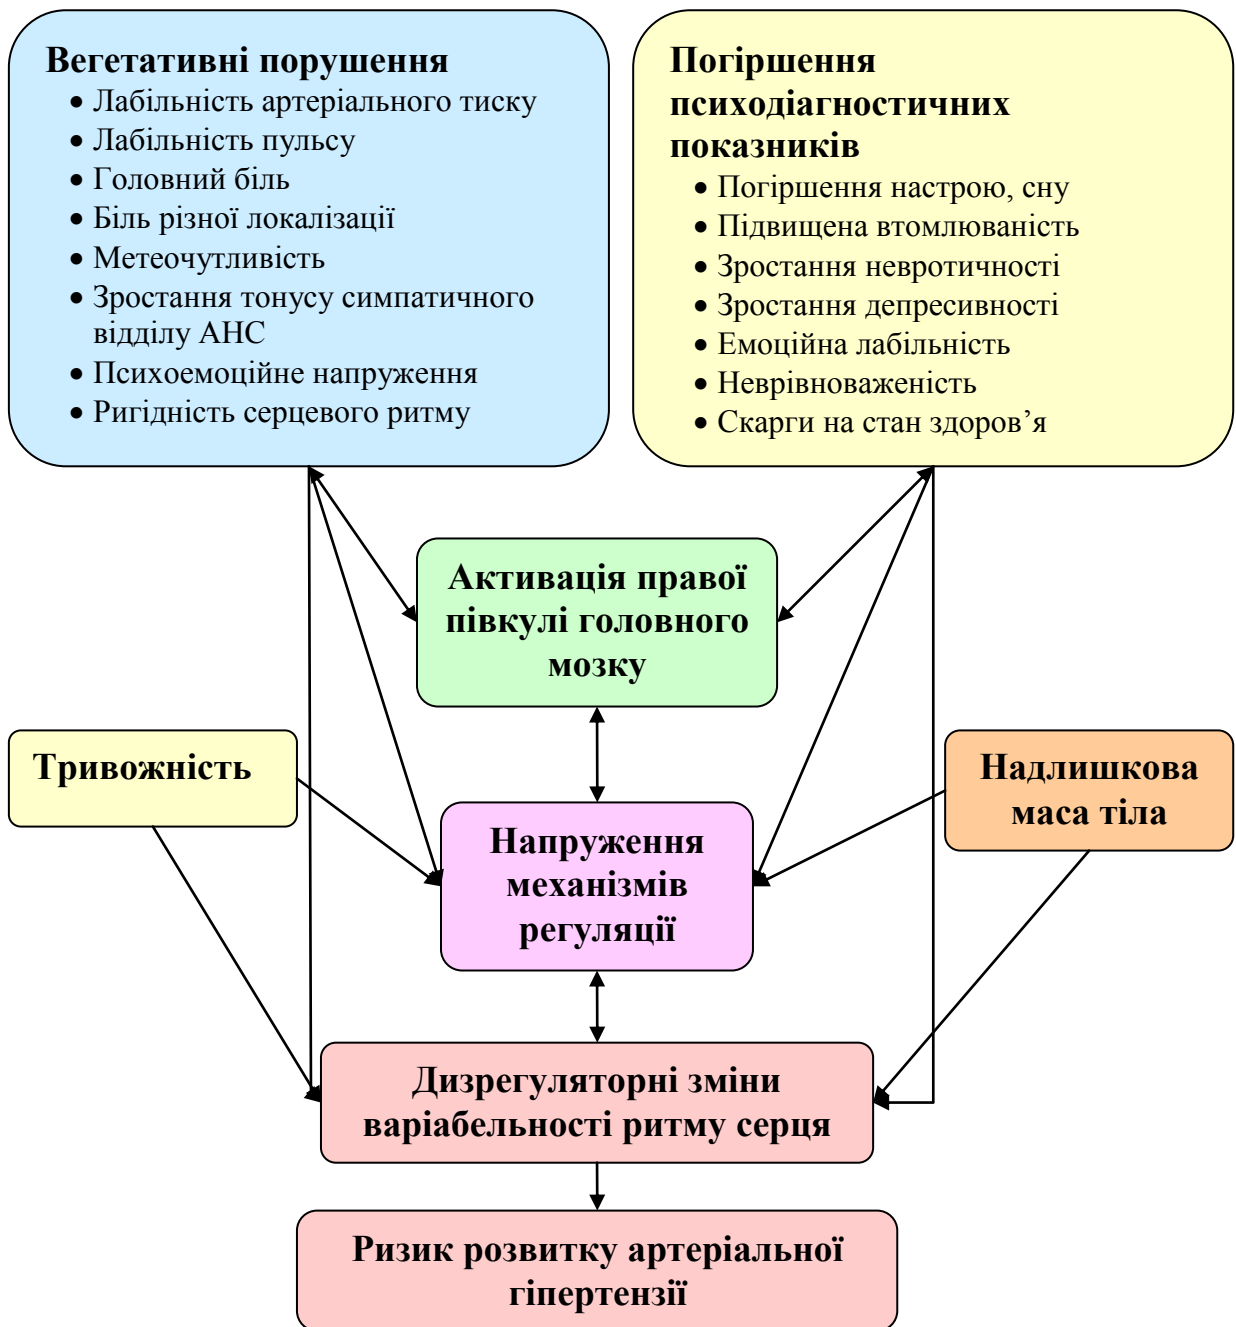 Вегетативні порушення
• Лабільність артеріального тиску
• Лабільність пульсу
• Головний біль
• Біль різної локалізації
• Метеочутливість
• Зростання тонусу симпатичного
відділу АНС
• Психоемоційне напруження
• Ригідність серцевого ритму
Погіршення
психодіагностичних
показників
• Погіршення настрою, сну
• Підвищена втомлюваність
• Зростання невротичності
• Зростання депресивності
• Емоційна лабільність
• Неврівноваженість
• Скарги на стан здоров’я
Активація правої
півкулі головного
мозку
Тривожність
Надлишкова
маса тіла
Напруження
механізмів
регуляції
Дизрегуляторні зміни
варіабельності ритму серця
Ризик розвитку артеріальної
гіпертензії